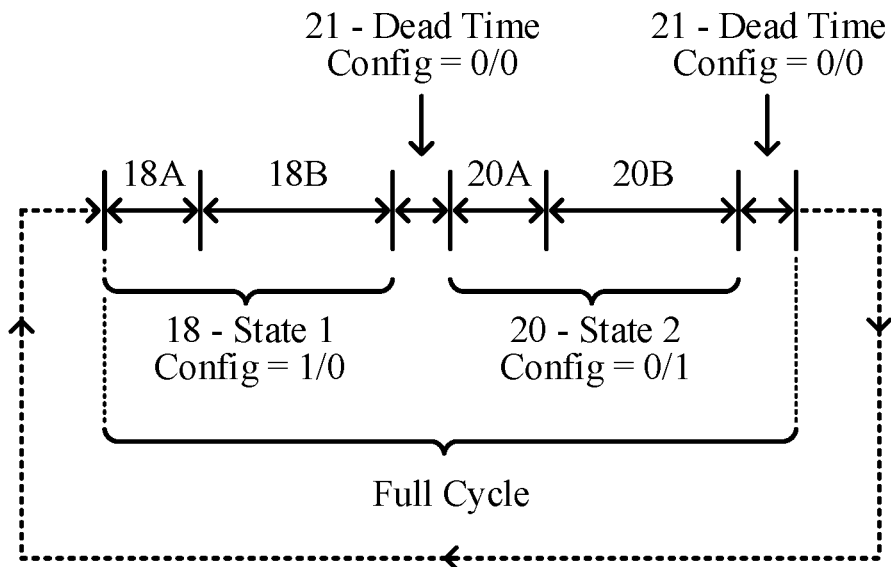 21 - Dead Time
Config = 0/0
21 - Dead Time
Config = 0/0
18A
18B
20A
20B
18 - State 1
Config = 1/0
20 - State 2
Config = 0/1
Full Cycle